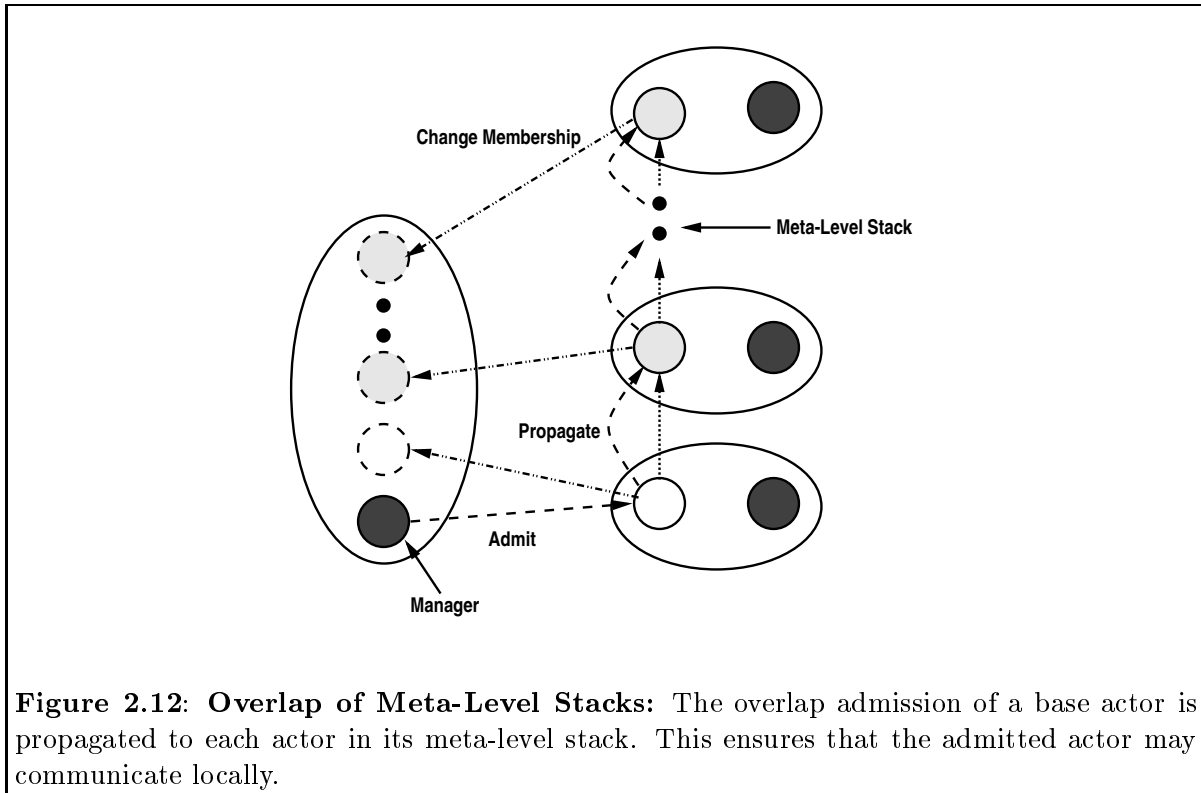 Change Membership
Meta-Level Stack
Propagate
Admit
Manager
Figure 2.12: Overlap of Meta-Level Stacks: The overlap admission of a base actor is
propagated to each actor in its meta-level stack. This ensures that the admitted actor may
communicate locally.